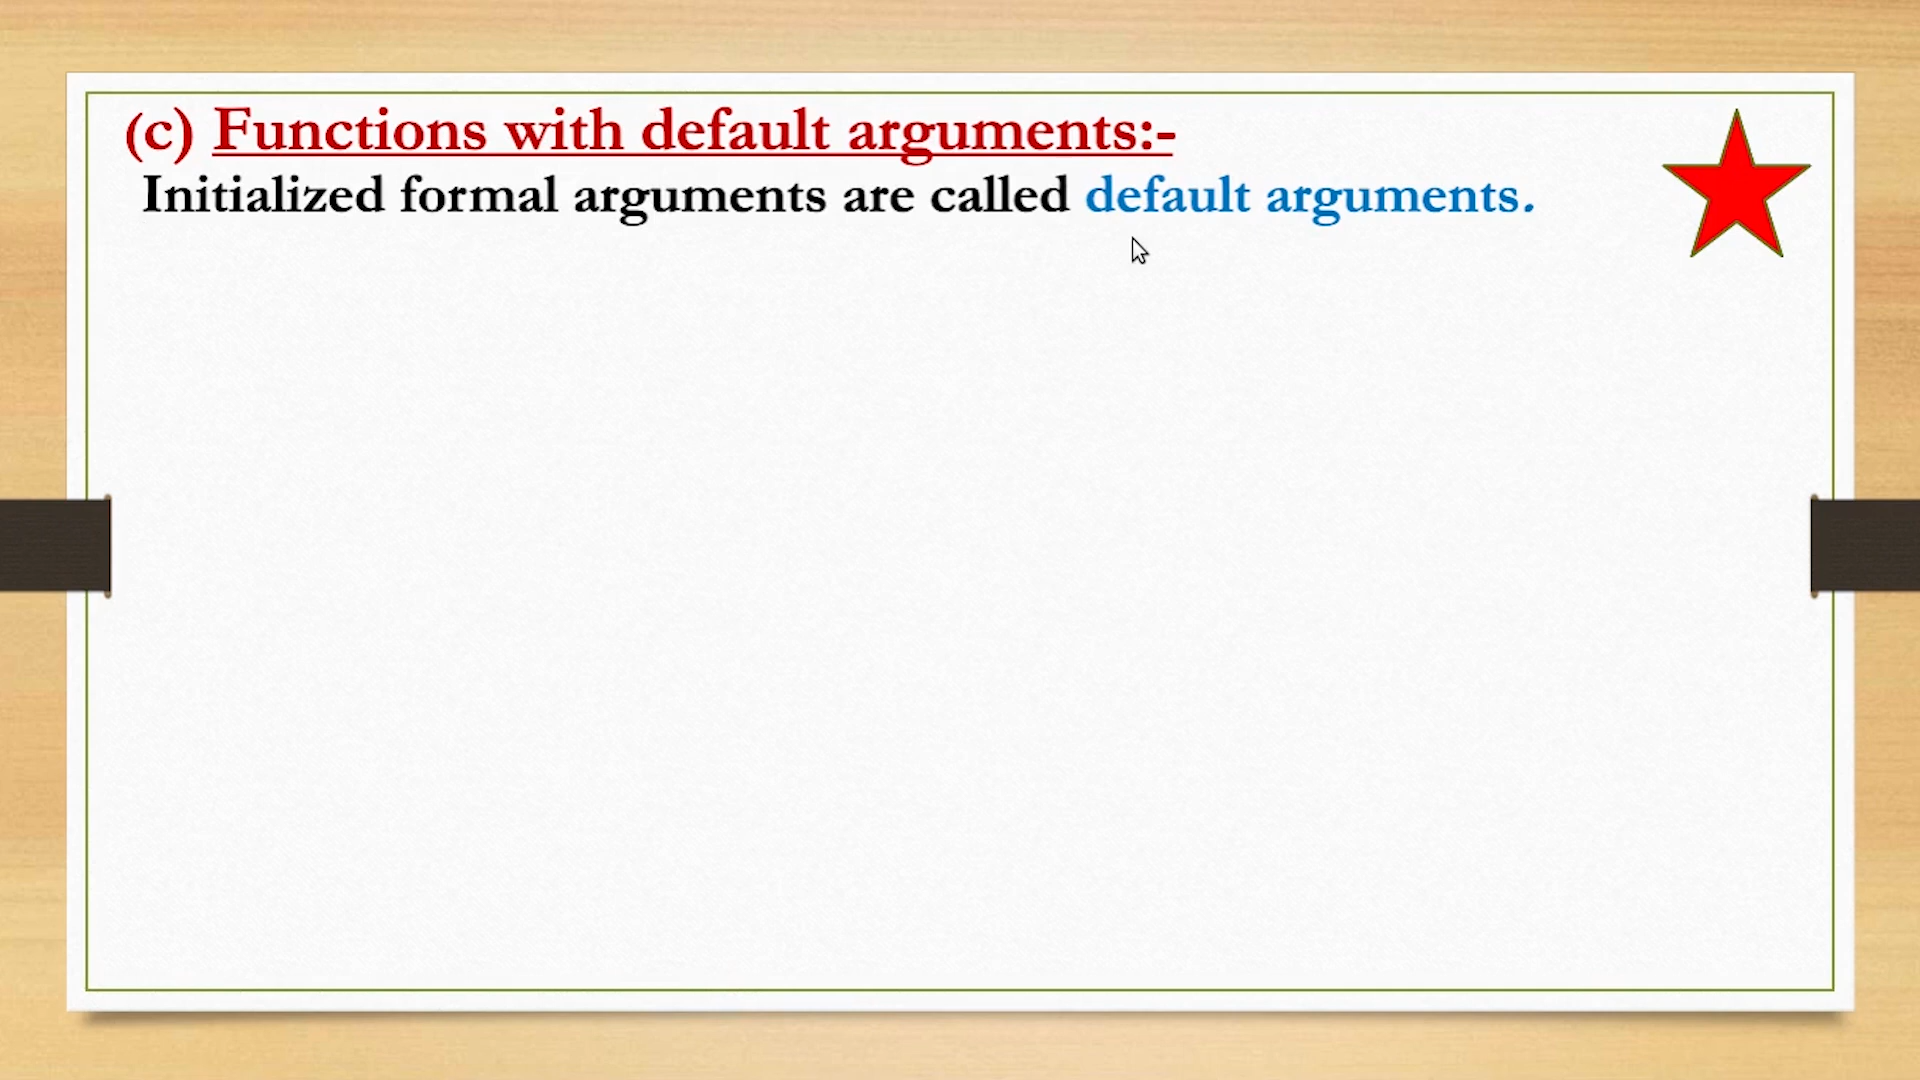 (c) Functions with default arguments:-
Initialized formal arguments are called default arguments.